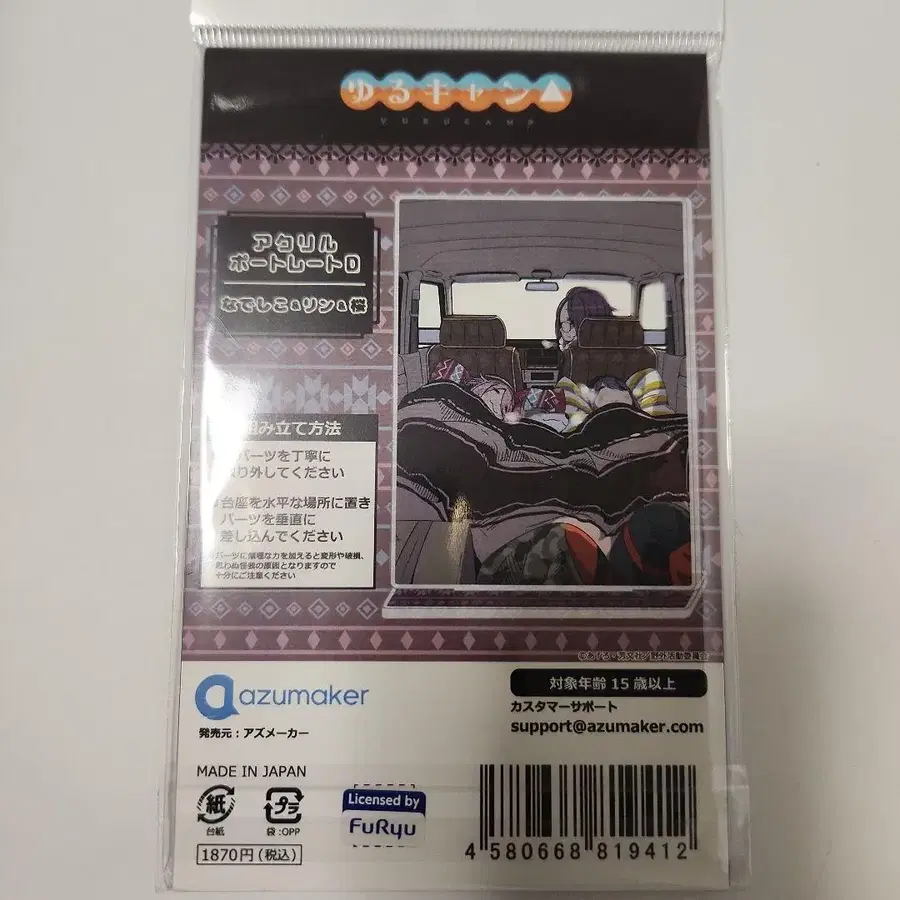 ゆるキャン▲
YURUCAMP
アクリル
ポートレートD
なでしこ&リン&桜
組み立て方法
パーツを丁寧に
取り外してください
台座を水平な場所に置き
パーツを垂直に
差し込んでください
パーツに無理な力を加えると変形や破損、
思わぬ怪我の原因となりますので
十分にご注意ください
©あfろ・芳文社/野外活動委員会
azumaker
発売元:アズメーカー
対象年齢15歳以上
カスタマーサポート
support@azumaker.com
MADE IN JAPAN
紙
台紙
プラ
袋:OPP
Licensed by
FuRyu
1870円(税込)
4 580668 819412